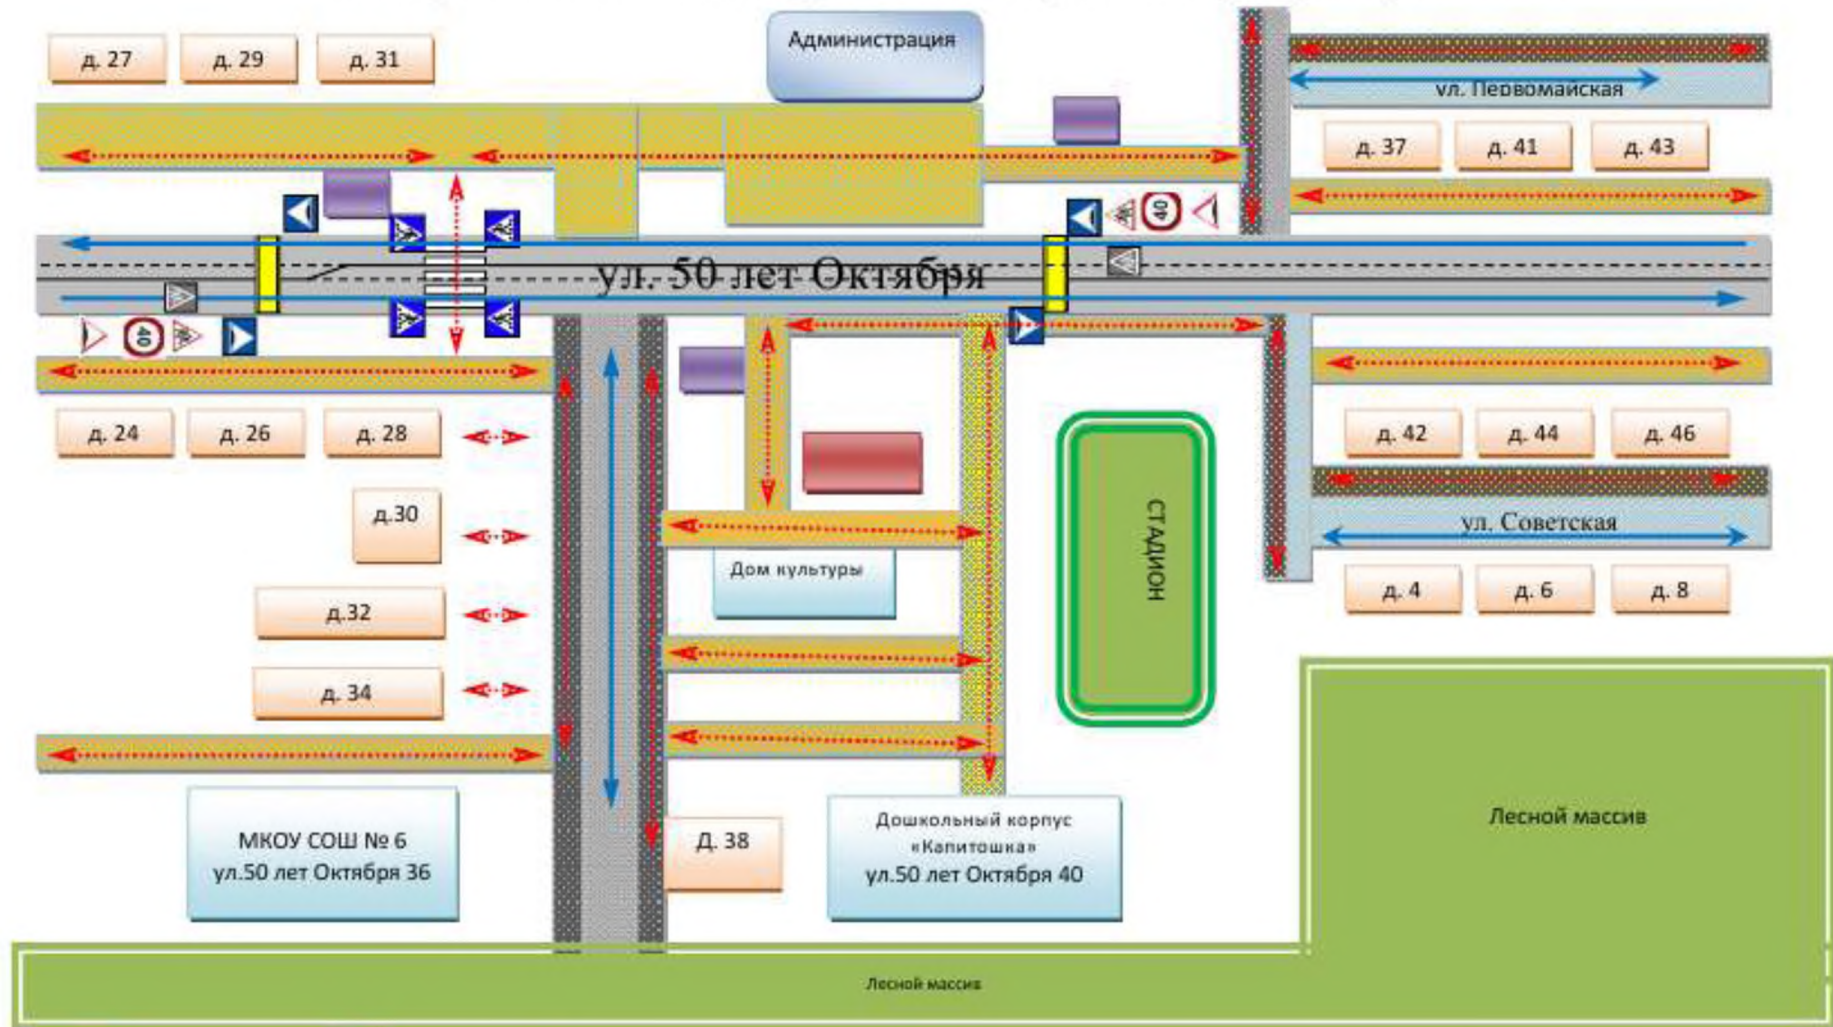 Администрация
д. 27
д. 29
д. 31
ул. Первомайская
д. 37
д. 41
д. 43
40
ул. 50 лет Октября
40
д. 24
д. 26
д. 28
д. 42
д. 44
д. 46
д.30
СТАДИОН
ул. Советская
Дом культуры
д. 4
д. 6
д. 8
д.32
д. 34
МКОУ СОШ № 6
ул.50 лет Октября 36
Д. 38
Дошкольный корпус
«Капитошка»
ул.50 лет Октября 40
Лесной массив
Лесной массив